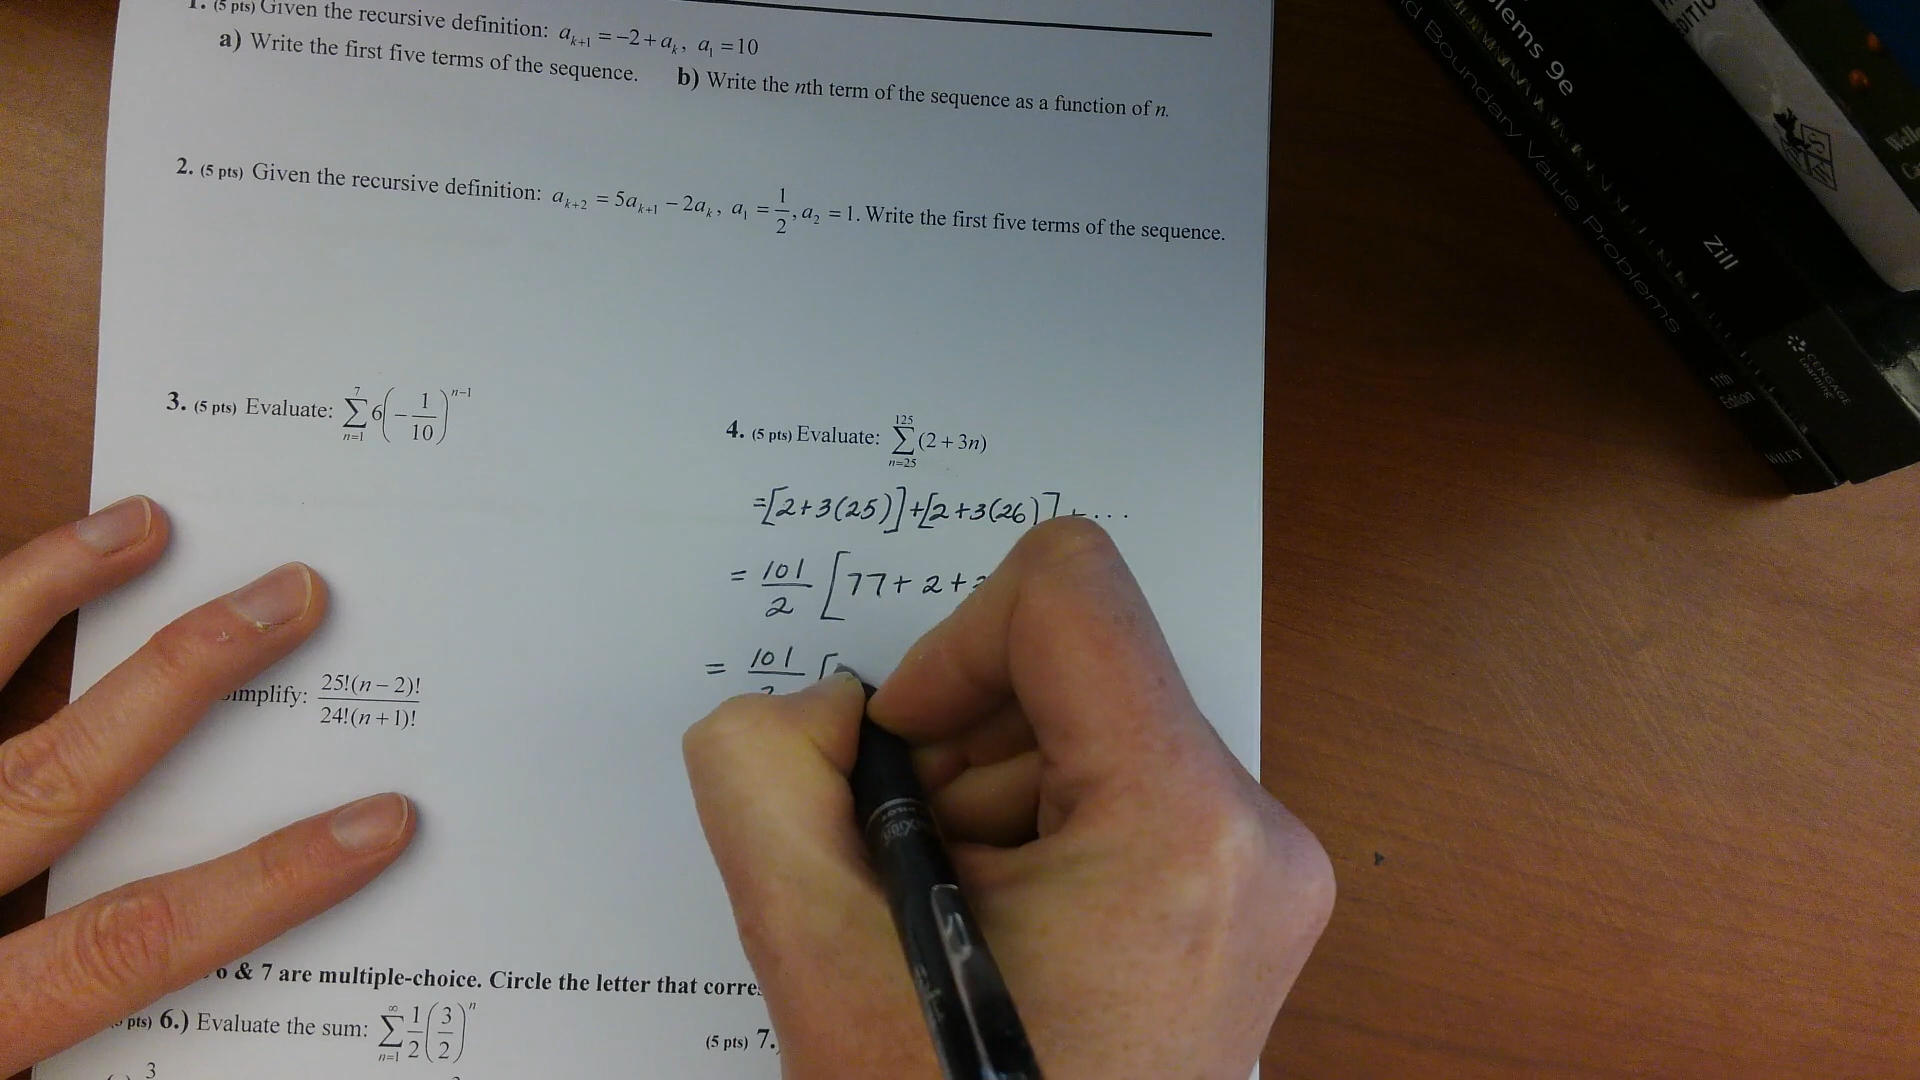 1. (5 pts) Given the recursive definition: a_{k+1} = −2 + a_k, a_1 = 10
a) Write the first five terms of the sequence. b) Write the nth term of the sequence as a function of n.
2. (5 pts) Given the recursive definition: a_{k+2} = 5a_{k+1} − 2a_k, a_1 = 1/2, a_2 = 1. Write the first five terms of the sequence.
3. (5 pts) Evaluate: ∑_{n=1}^{7} 6(−1/10)^{n−1}
4. (5 pts) Evaluate: ∑_{n=25}^{125} (2 + 3n)
= [2+3(25)] + [2+3(26)] + ...
= 101/2 [77 + 2 +
= 101/2 [
implify: 25!(n − 2)! / 24!(n + 1)!
6 & 7 are multiple-choice. Circle the letter that corre
pts) 6.) Evaluate the sum: ∑_{n=1}^{∞} 1/2 (3/2)^n
(5 pts) 7.
3
lems 9e
Boundary Value Problems
Zill
Edition
CENGAGE
Learning
WILEY